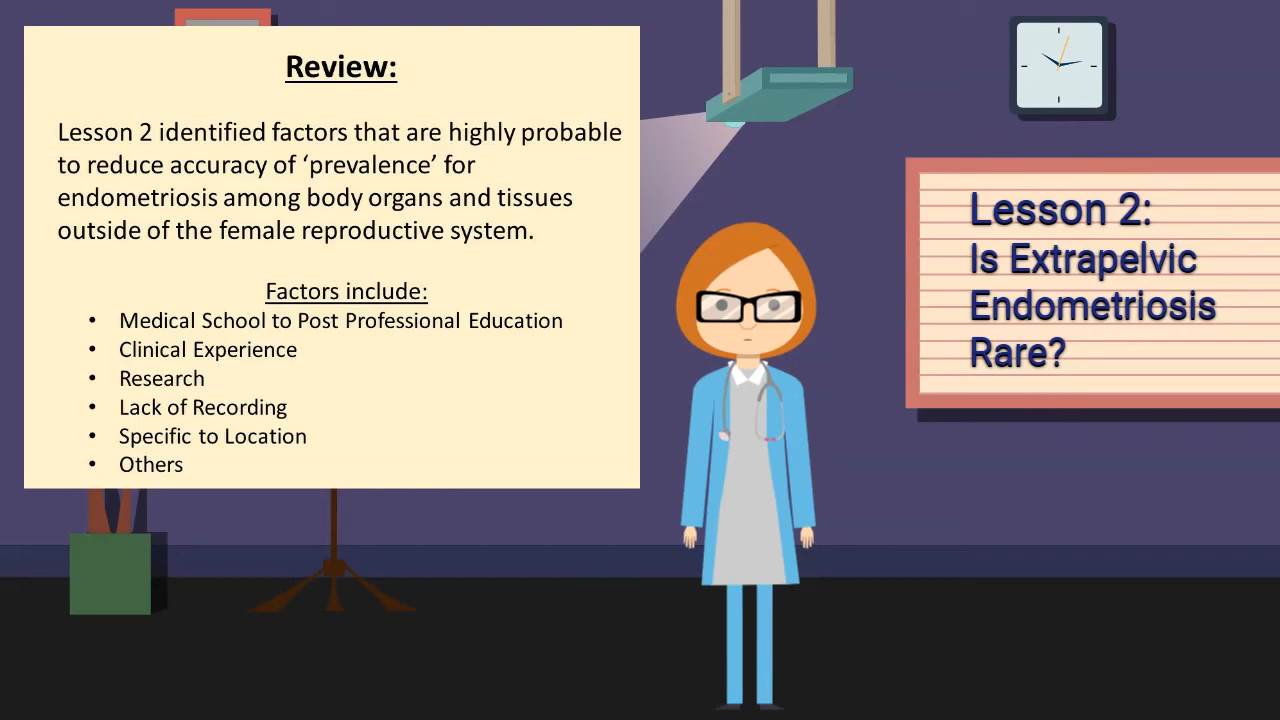 Review:
Lesson 2 identified factors that are highly probable
to reduce accuracy of ‘prevalence’ for
endometriosis among body organs and tissues
outside of the female reproductive system.
Factors include:
• Medical School to Post Professional Education
• Clinical Experience
• Research
• Lack of Recording
• Specific to Location
• Others
Lesson 2:
Is Extrapelvic
Endometriosis
Rare?